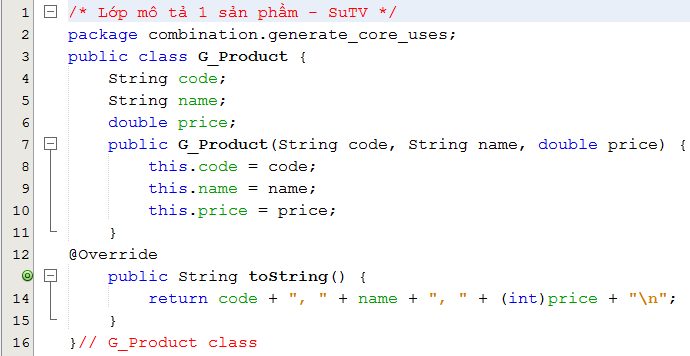 1 /* Lớp mô tả 1 sản phẩm - SuTV */
2 package combination.generate_core_uses;
3 public class G_Product {
4 String code;
5 String name;
6 double price;
7 public G_Product(String code, String name, double price) {
8 this.code = code;
9 this.name = name;
10 this.price = price;
11 }
12 @Override
public String toString() {
14 return code + ", " + name + ", " + (int)price + "\n";
15 }
16 }// G_Product class